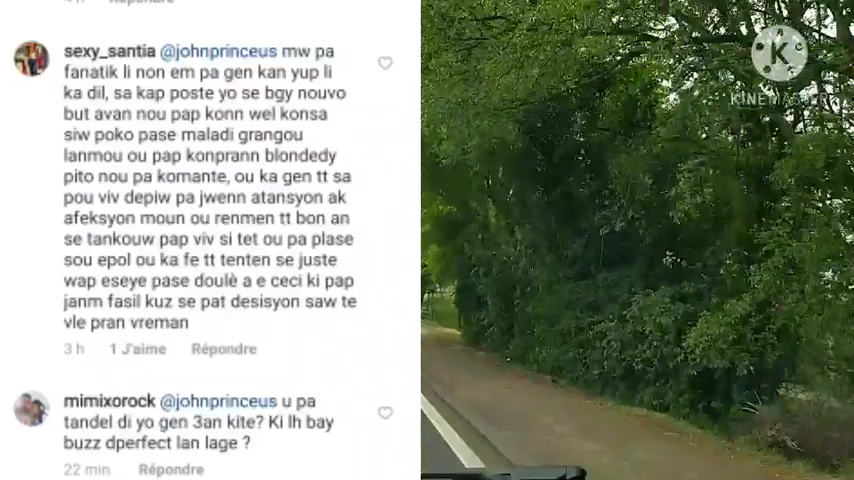 Répondre
sexy_santia @johnprinceus mw pa
fanatik li non em pa gen kan yup li
ka dil, sa kap poste yo se bgy nouvo
but avan nou pap konn wel konsa
siw poko pase maladi grangou
lanmou ou pap konprann blondedy
pito nou pa komante, ou ka gen tt sa
pou viv depiw pa jwenn atansyon ak
afeksyon moun ou renmen tt bon an
se tankouw pap viv si tet ou pa plase
sou epol ou ka fe tt tenten se juste
wap eseye pase doulè a e ceci ki pap
janm fasil kuz se pat desisyon saw te
vle pran vreman
3 h 1 J'aime Répondre
mimixorock @johnprinceus u pa
tandel di yo gen 3an kite? Ki lh bay
buzz dperfect lan lage ?
22 min Répondre
K
KINEMASTER